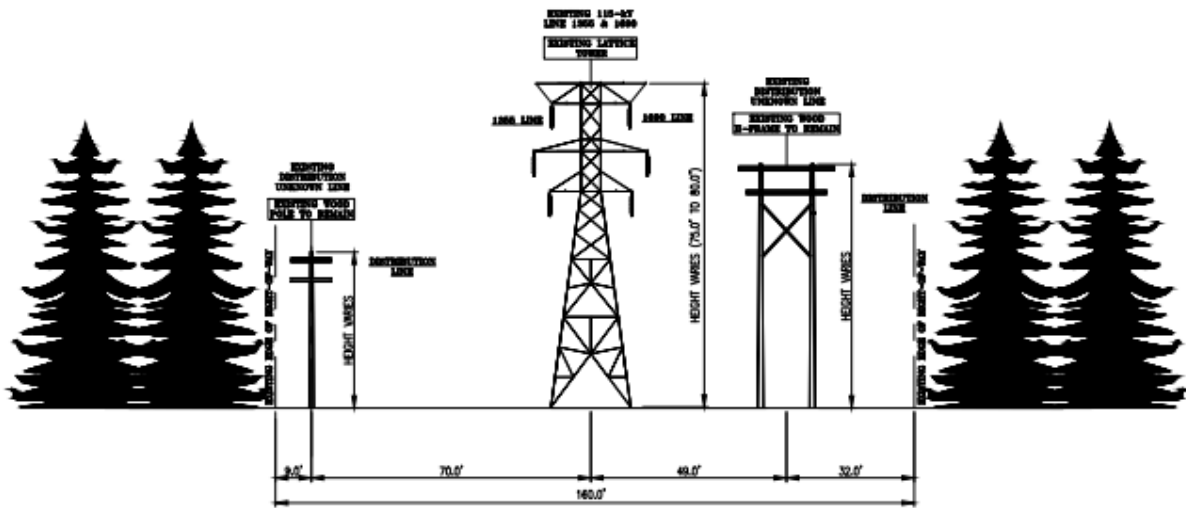 EXISTING 115-KV
LINE 1355 & 1690
EXISTING LATTICE
TOWER
1355 LINE
1690 LINE
EXISTING
DISTRIBUTION
UNKNOWN LINE
EXISTING WOOD
H-FRAME TO REMAIN
EXISTING
DISTRIBUTION
UNKNOWN LINE
EXISTING WOOD
POLE TO REMAIN
DISTRIBUTION
LINE
DISTRIBUTION
LINE
EXISTING EDGE OF RIGHT-OF-WAY
HEIGHT VARIES
HEIGHT VARIES (75.0' TO 80.0')
HEIGHT VARIES
EXISTING EDGE OF RIGHT-OF-WAY
9.0'
70.0'
49.0'
32.0'
160.0'